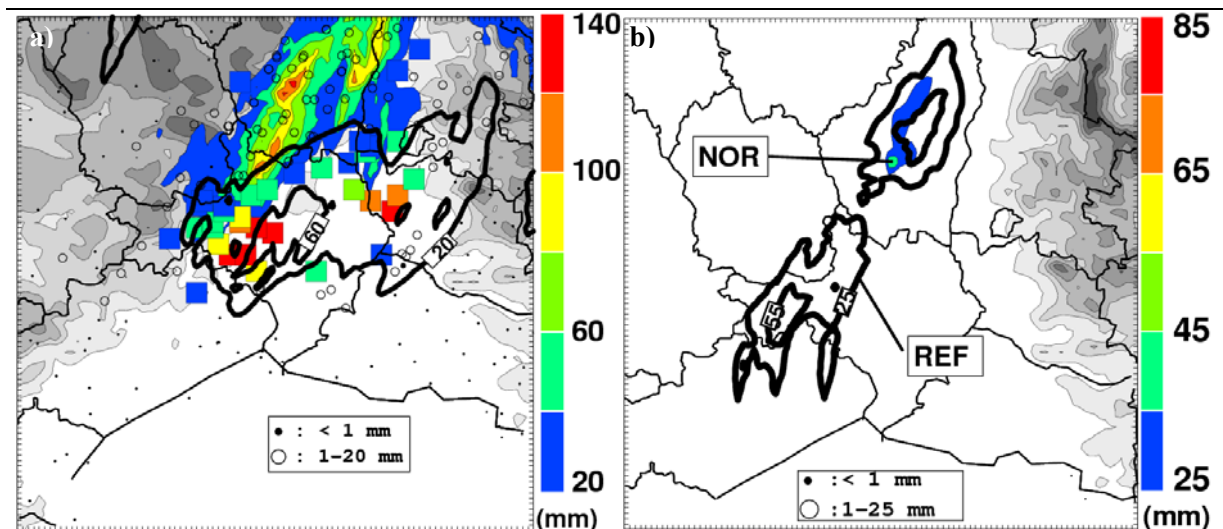 a)
60
20
● : < 1 mm
○ : 1-20 mm
140
100
60
20
(mm)
b)
NOR
55
25
REF
● :< 1 mm
○ :1-25 mm
85
65
45
25
(mm)